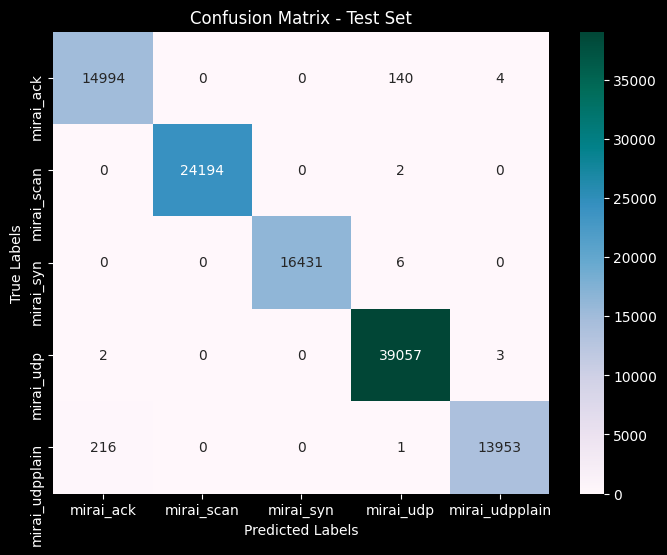 Confusion Matrix - Test Set
True Labels
mirai_ack
14994 0 0 140 4
mirai_scan
0 24194 0 2 0
mirai_syn
0 0 16431 6 0
mirai_udp
2 0 0 39057 3
mirai_udpplain
216 0 0 1 13953
mirai_ack mirai_scan mirai_syn mirai_udp mirai_udpplain
Predicted Labels
35000
30000
25000
20000
15000
10000
5000
0